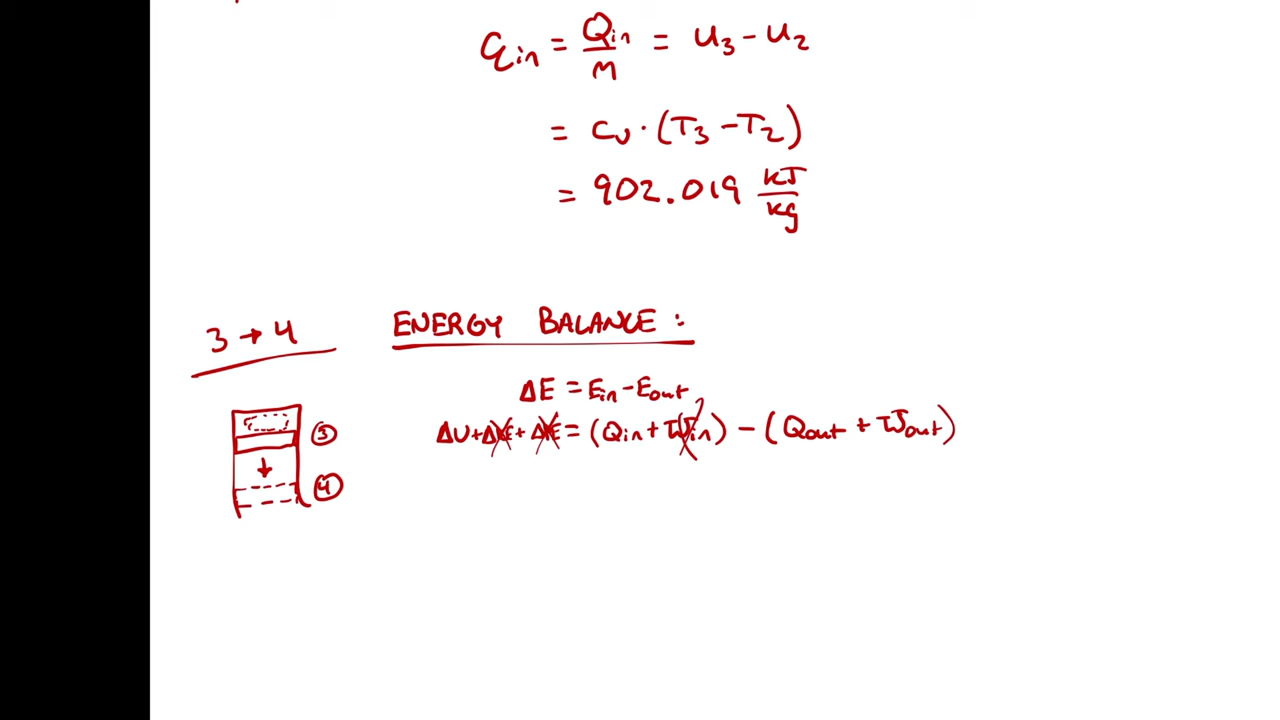 q_in = Q_in / m = u_3 - u_2
= c_v · (T_3 - T_2)
= 902.019 kJ/kg
3 → 4
ENERGY BALANCE :
ΔE = E_in - E_out
ΔU + ΔKE + ΔPE = (Q_in + W_in) - (Q_out + W_out)
3
4